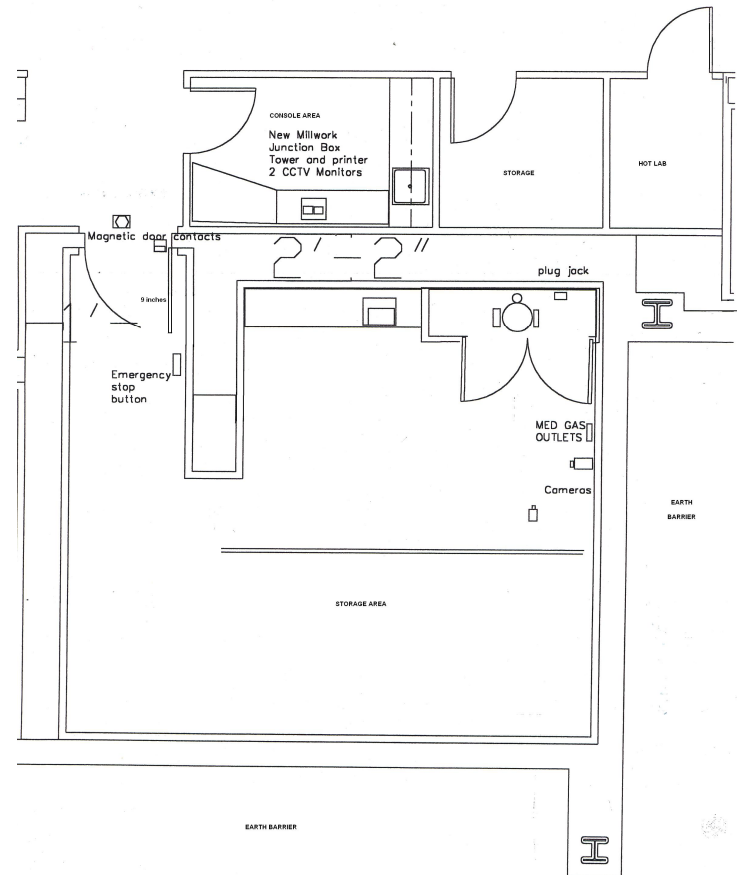 CONSOLE AREA
New Millwork
Junction Box
Tower and printer
2 CCTV Monitors
STORAGE
HOT LAB
Magnetic door contacts
2'-2"
plug jack
9 inches
Emergency
stop
button
MED GAS
OUTLETS
Cameras
EARTH
BARRIER
STORAGE AREA
EARTH BARRIER